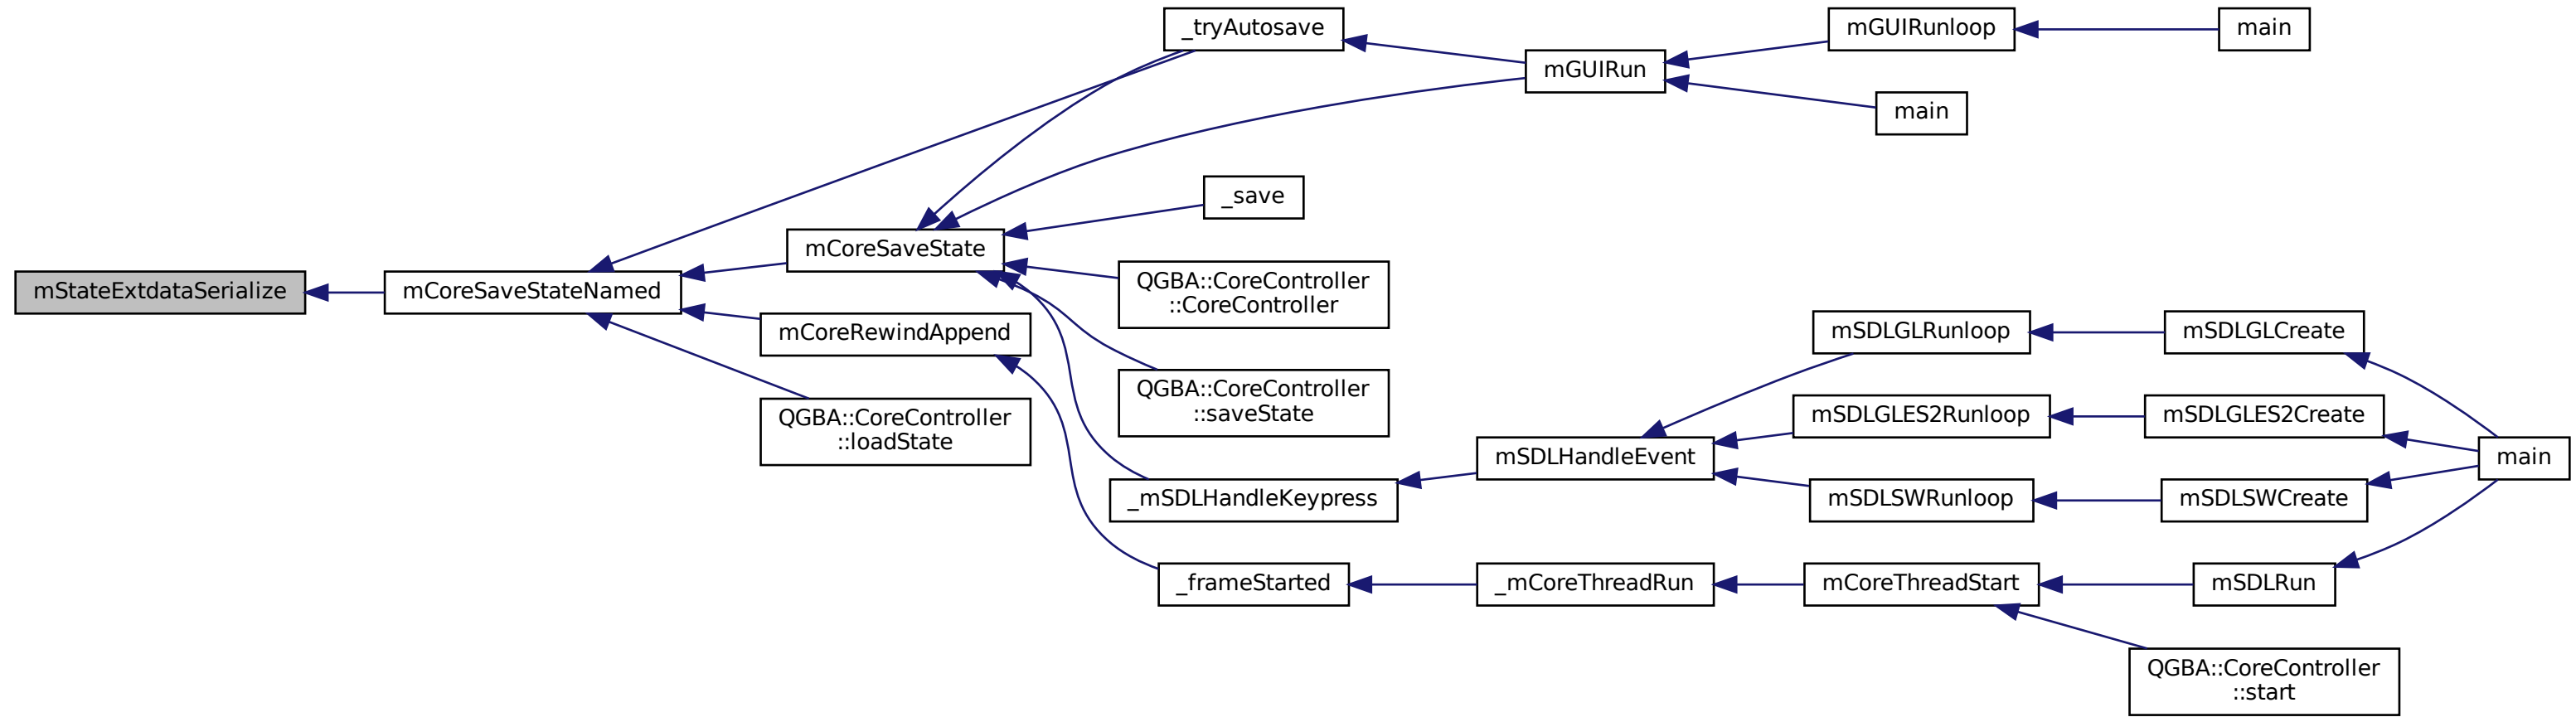 _tryAutosave
mGUIRunloop
main
mGUIRun
main
_save
mCoreSaveState
mStateExtdataSerialize
mCoreSaveStateNamed
QGBA::CoreController
::CoreController
mCoreRewindAppend
mSDLGLRunloop
mSDLGLCreate
QGBA::CoreController
::saveState
QGBA::CoreController
::loadState
mSDLGLES2Runloop
mSDLGLES2Create
mSDLHandleEvent
main
_mSDLHandleKeypress
mSDLSWRunloop
mSDLSWCreate
_frameStarted
_mCoreThreadRun
mCoreThreadStart
mSDLRun
QGBA::CoreController
::start